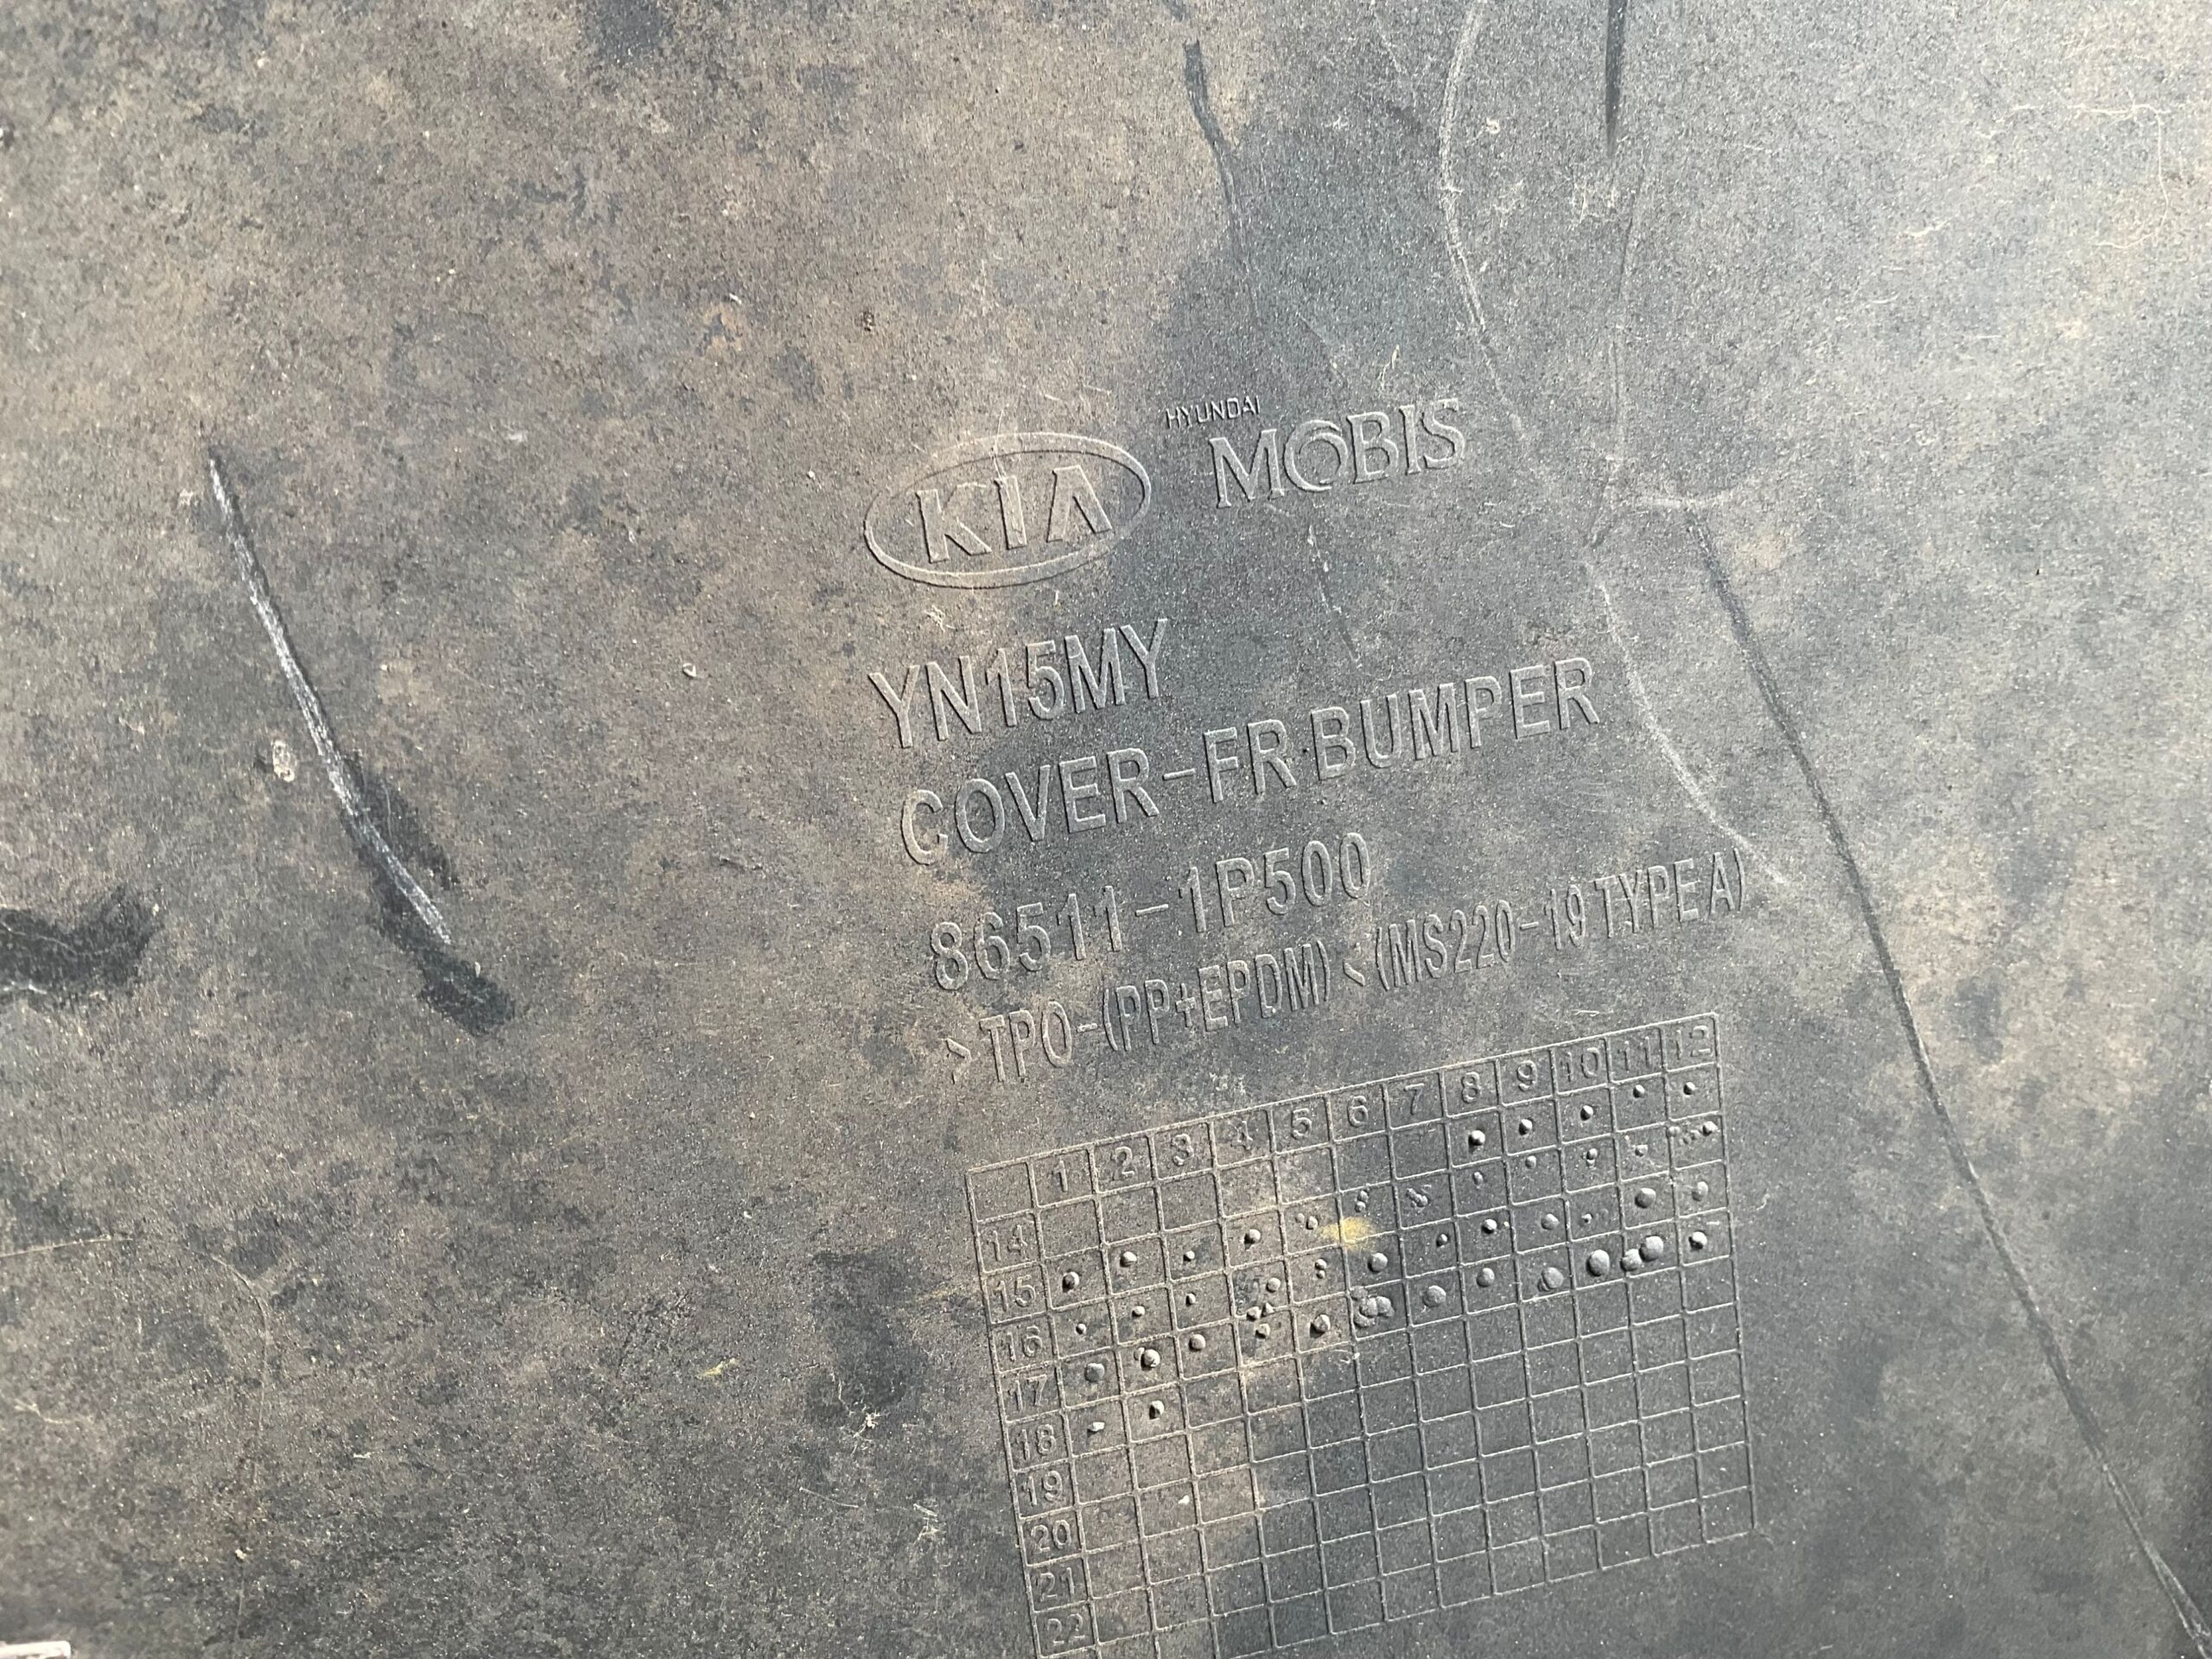 HYUNDAI
KIA MOBIS
YN15MY
COVER-FR BUMPER
86511-1P500
>TPO-(PP+EPDM)<(MS220-19 TYPE A)
1 2 3 4 5 6 7 8 9 10 11 12
14
15
16
17
18
19
20
21
22